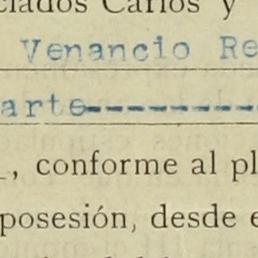 ciados Carlos y
Venancio Re
arte---------
, conforme al pl
posesión, desde e